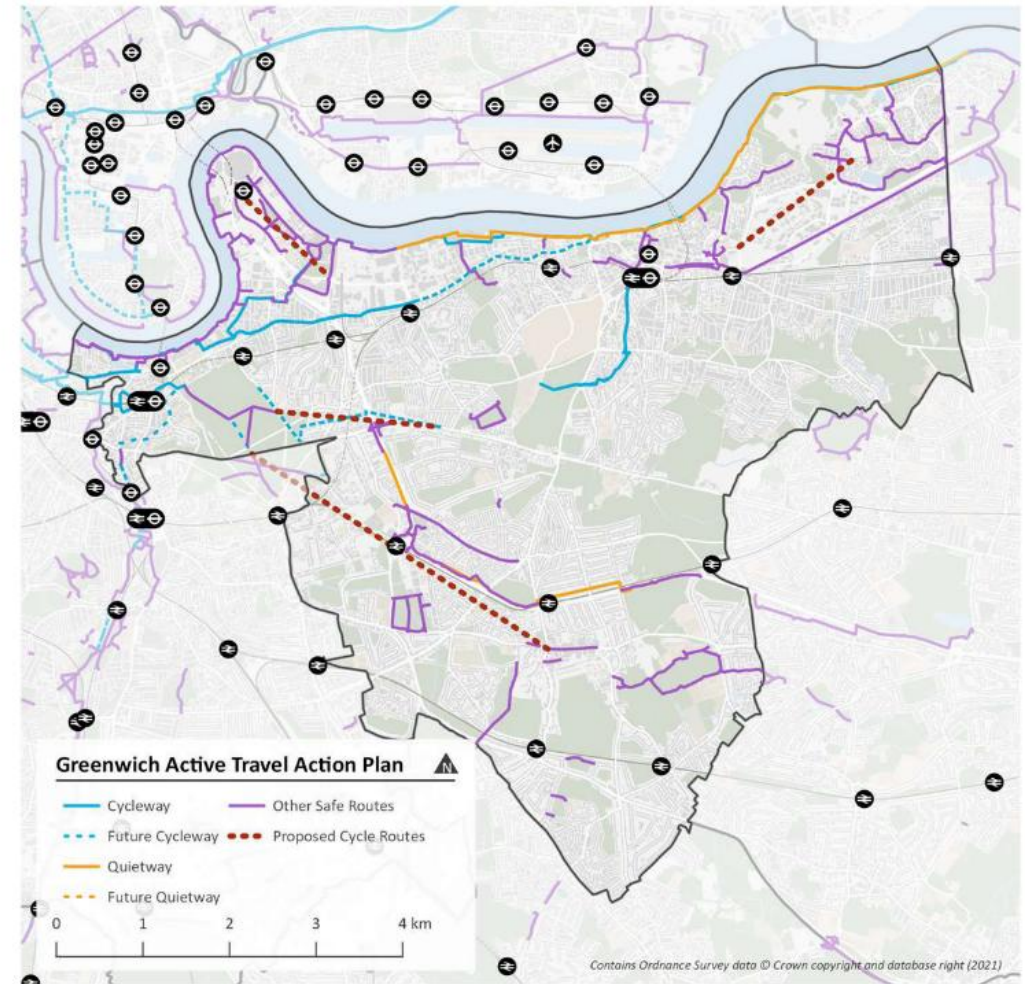 Greenwich Active Travel Action Plan
N
Cycleway
Other Safe Routes
Future Cycleway
Proposed Cycle Routes
Quietway
Future Quietway
0 1 2 3 4 km
Contains Ordnance Survey data © Crown copyright and database right (2021)